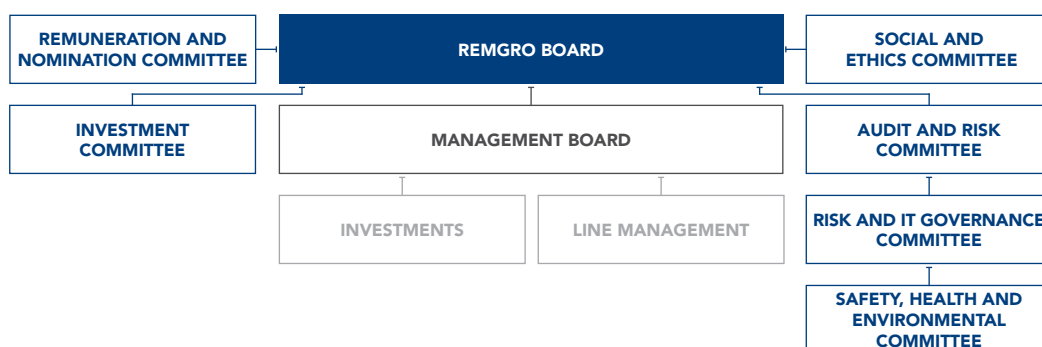 REMUNERATION AND
NOMINATION COMMITTEE
REMGRO BOARD
SOCIAL AND
ETHICS COMMITTEE
INVESTMENT
COMMITTEE
MANAGEMENT BOARD
AUDIT AND RISK
COMMITTEE
INVESTMENTS
LINE MANAGEMENT
RISK AND IT GOVERNANCE
COMMITTEE
SAFETY, HEALTH AND
ENVIRONMENTAL
COMMITTEE